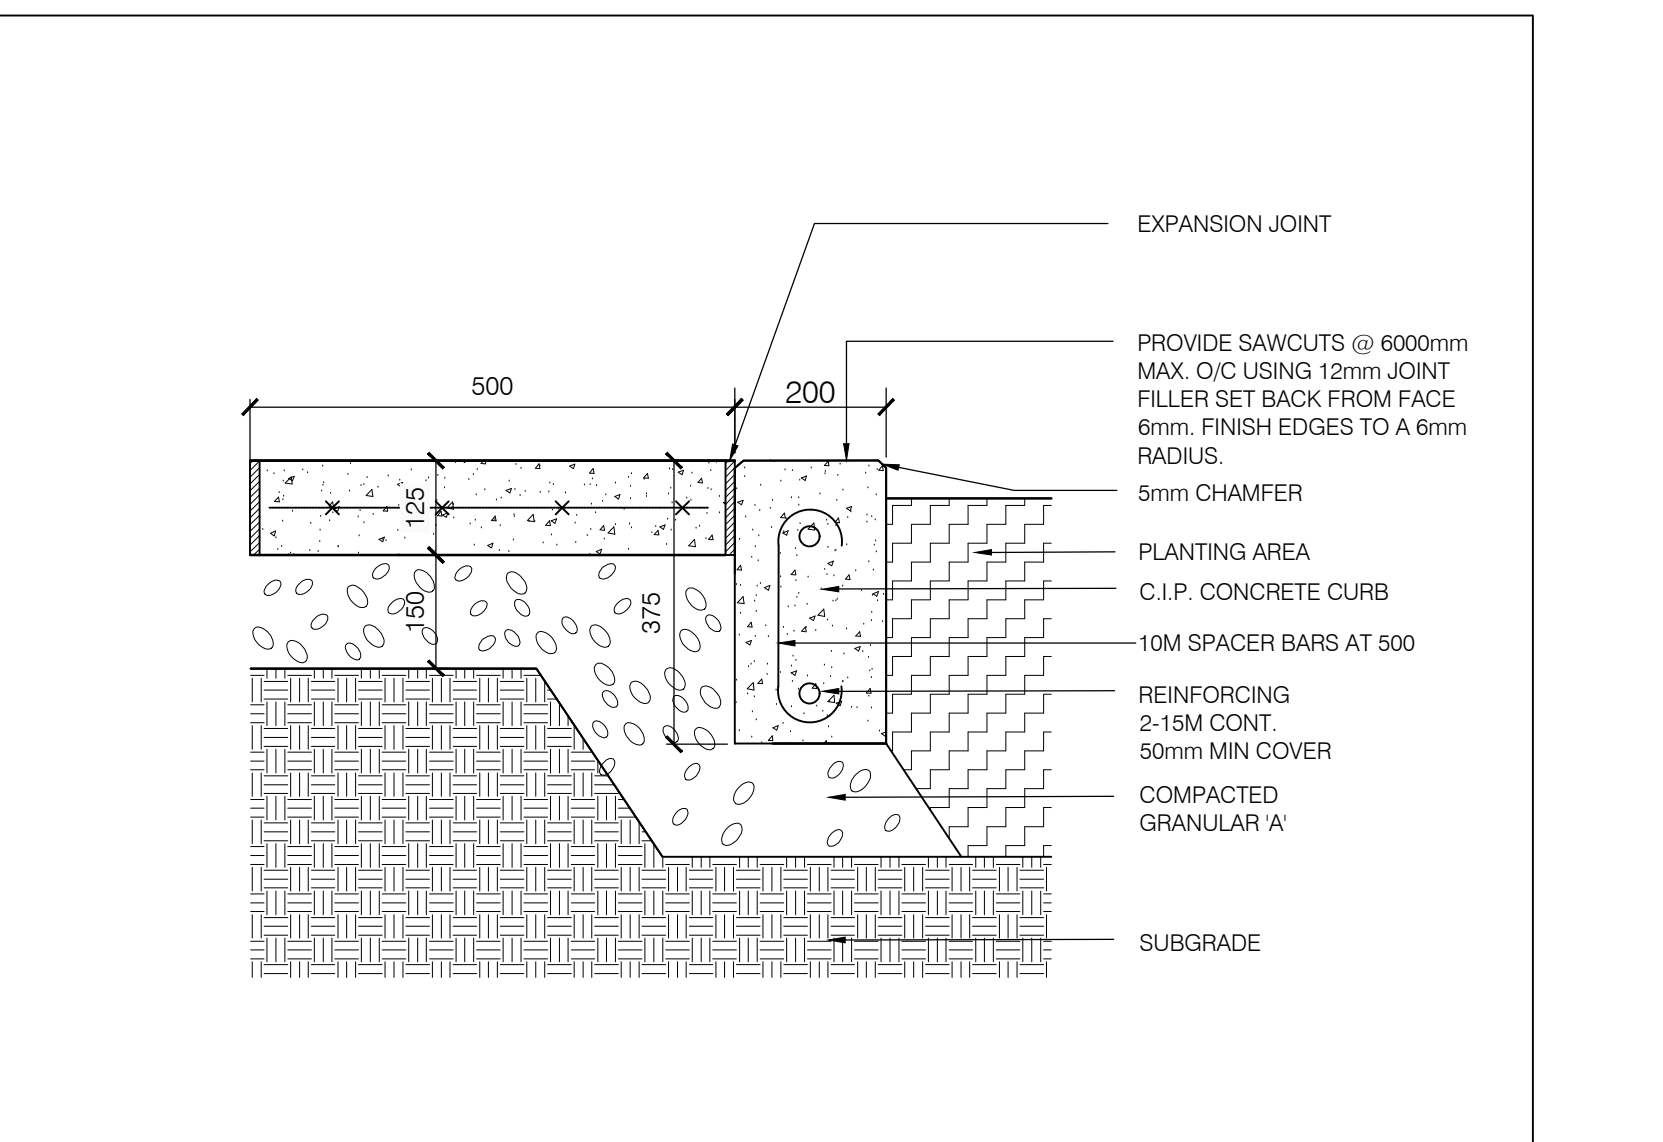 EXPANSION JOINT
PROVIDE SAWCUTS @ 6000mm
MAX. O/C USING 12mm JOINT
FILLER SET BACK FROM FACE
6mm. FINISH EDGES TO A 6mm
RADIUS.
500
200
5mm CHAMFER
125
PLANTING AREA
C.I.P. CONCRETE CURB
150
375
10M SPACER BARS AT 500
REINFORCING
2-15M CONT.
50mm MIN COVER
COMPACTED
GRANULAR 'A'
SUBGRADE